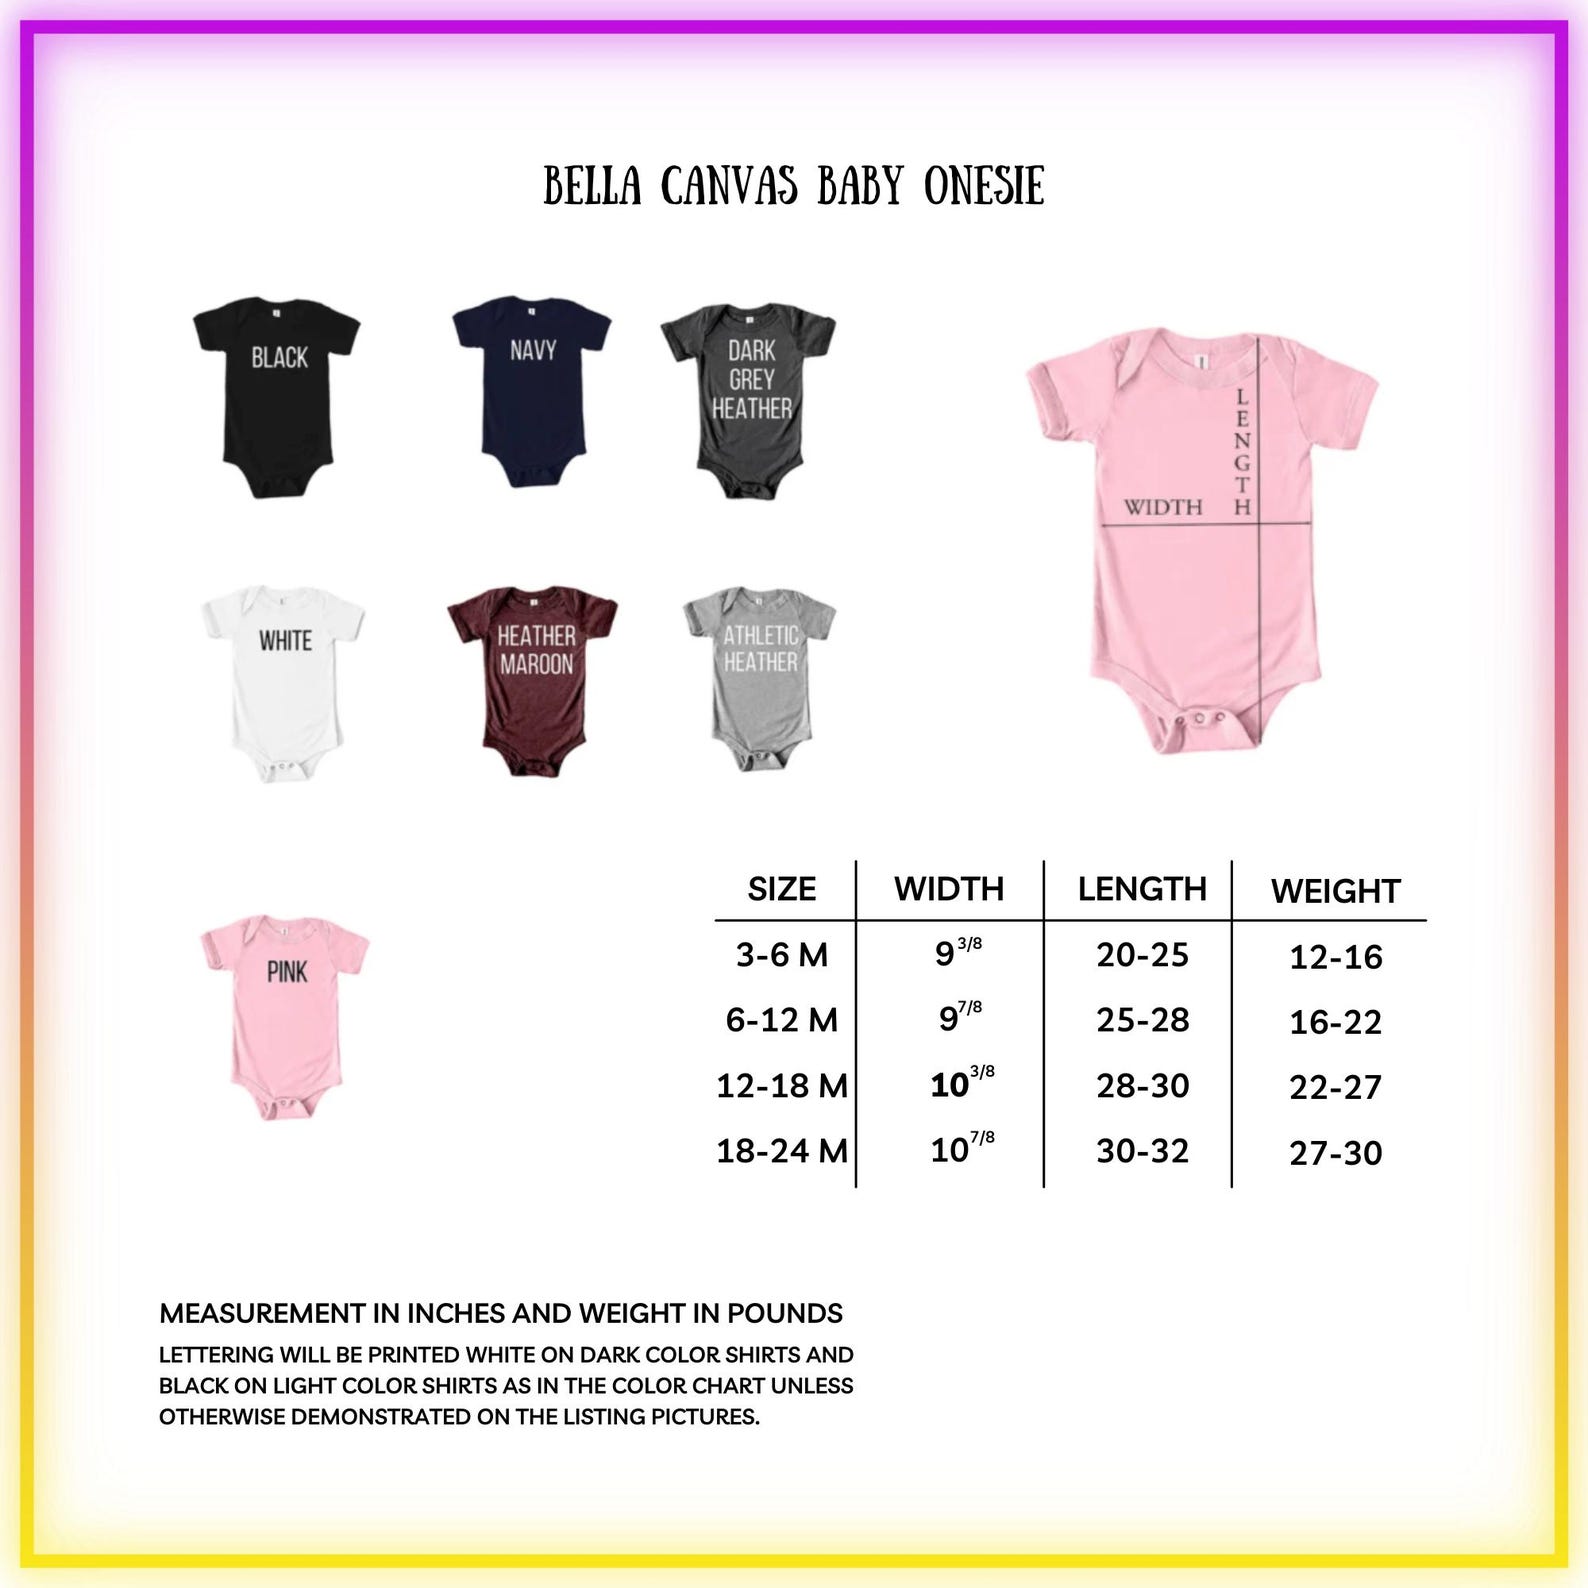 BELLA CANVAS BABY ONESIE
BLACK
NAVY
DARK
GREY
HEATHER
WHITE
HEATHER
MAROON
ATHLETIC
HEATHER
PINK
WIDTH
LENGTH
SIZE WIDTH LENGTH WEIGHT
3-6 M 9 3/8 20-25 12-16
6-12 M 9 7/8 25-28 16-22
12-18 M 10 3/8 28-30 22-27
18-24 M 10 7/8 30-32 27-30
MEASUREMENT IN INCHES AND WEIGHT IN POUNDS
LETTERING WILL BE PRINTED WHITE ON DARK COLOR SHIRTS AND
BLACK ON LIGHT COLOR SHIRTS AS IN THE COLOR CHART UNLESS
OTHERWISE DEMONSTRATED ON THE LISTING PICTURES.